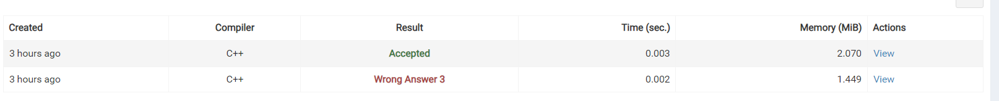 Created Compiler Result Time (sec.) Memory (MiB) Actions
3 hours ago C++ Accepted 0.003 2.070 View
3 hours ago C++ Wrong Answer 3 0.002 1.449 View